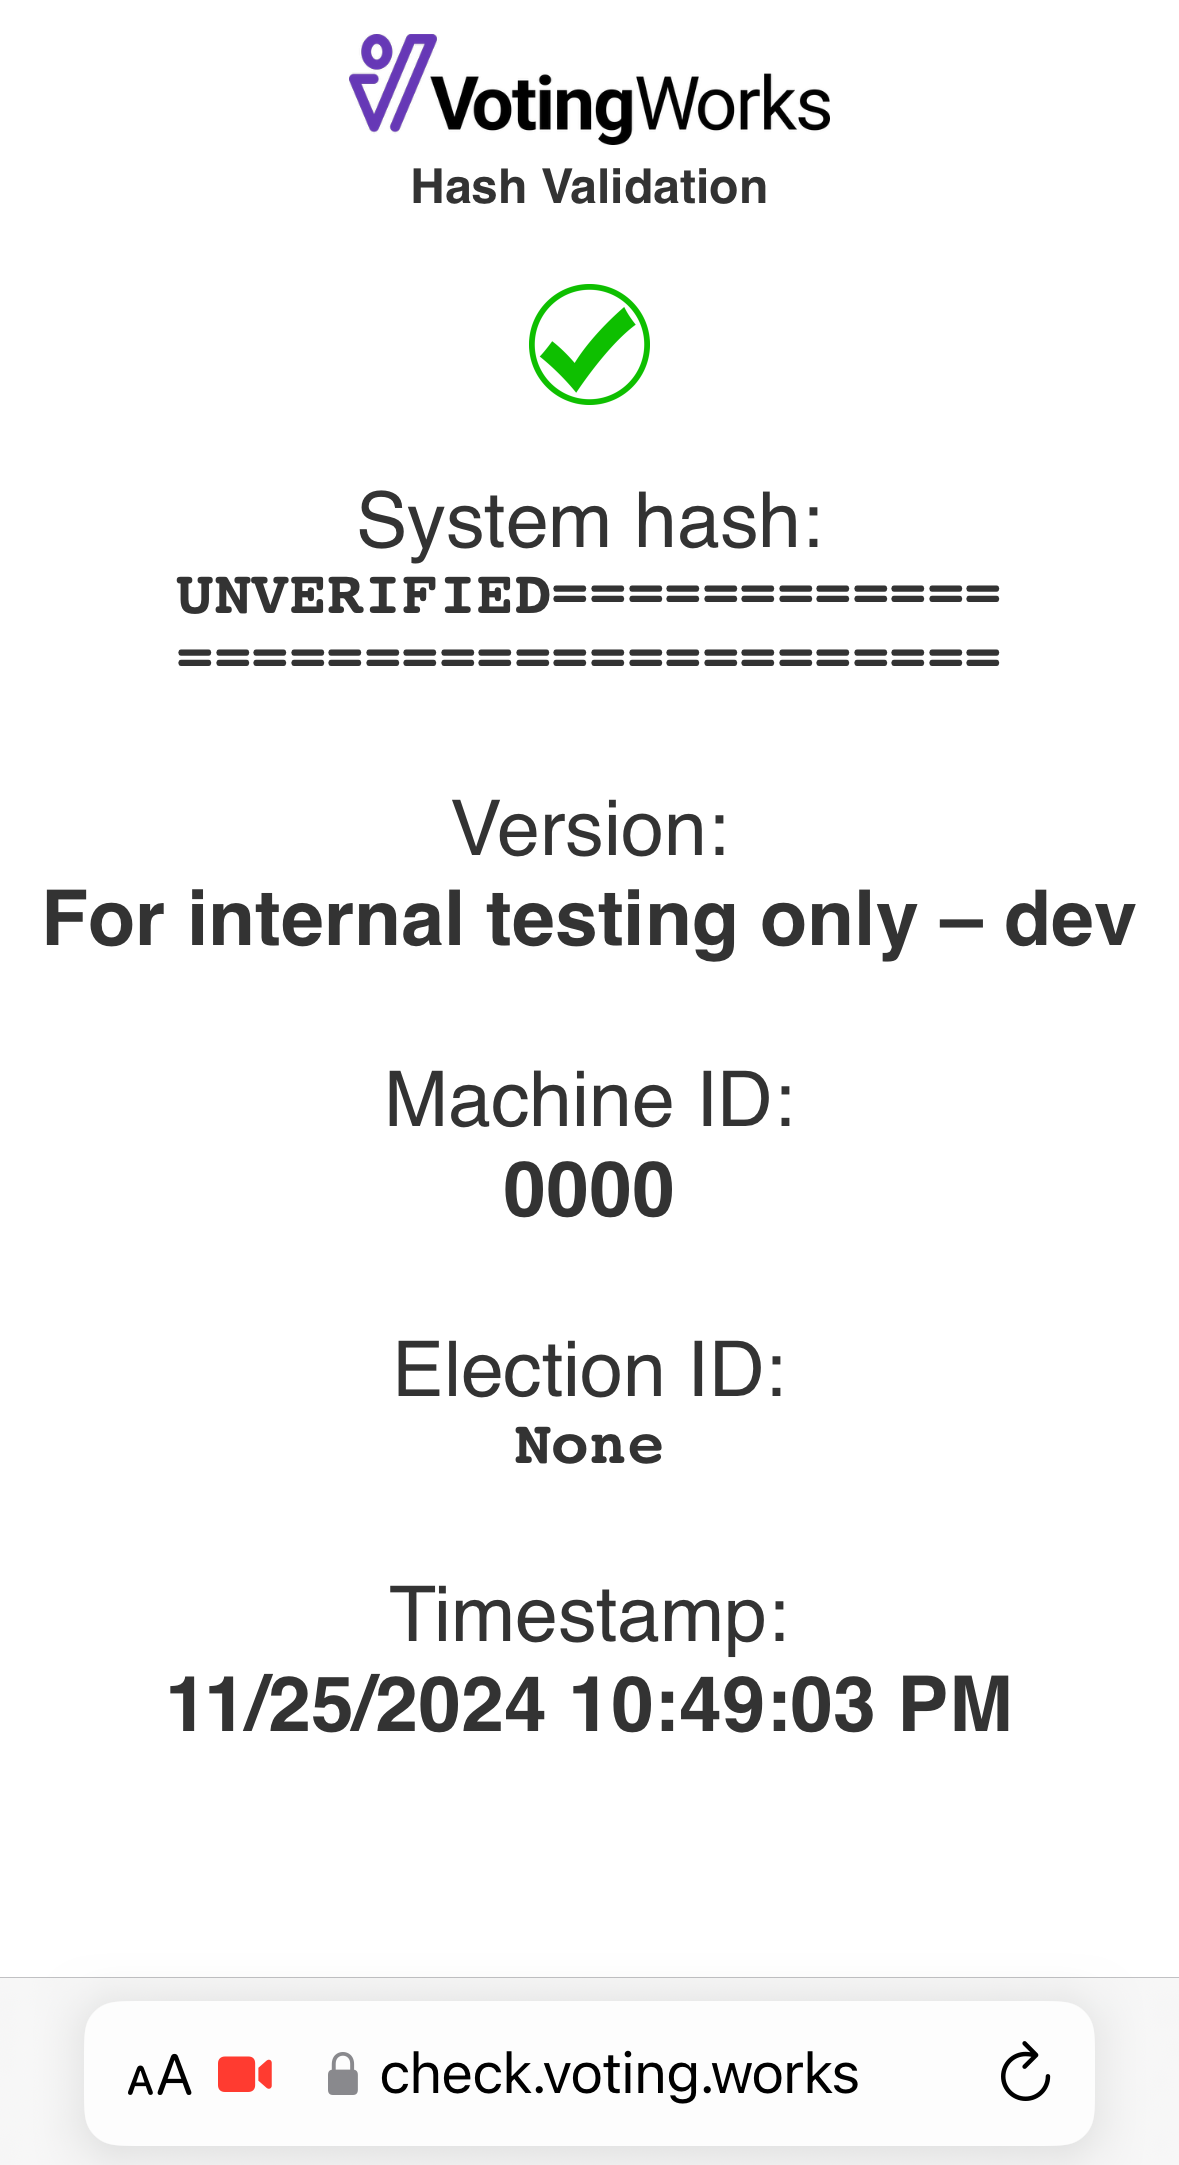 VotingWorks
Hash Validation
System hash:
UNVERIFIED============
======================
Version:
For internal testing only – dev
Machine ID:
0000
Election ID:
None
Timestamp:
11/25/2024 10:49:03 PM
AA check.voting.works